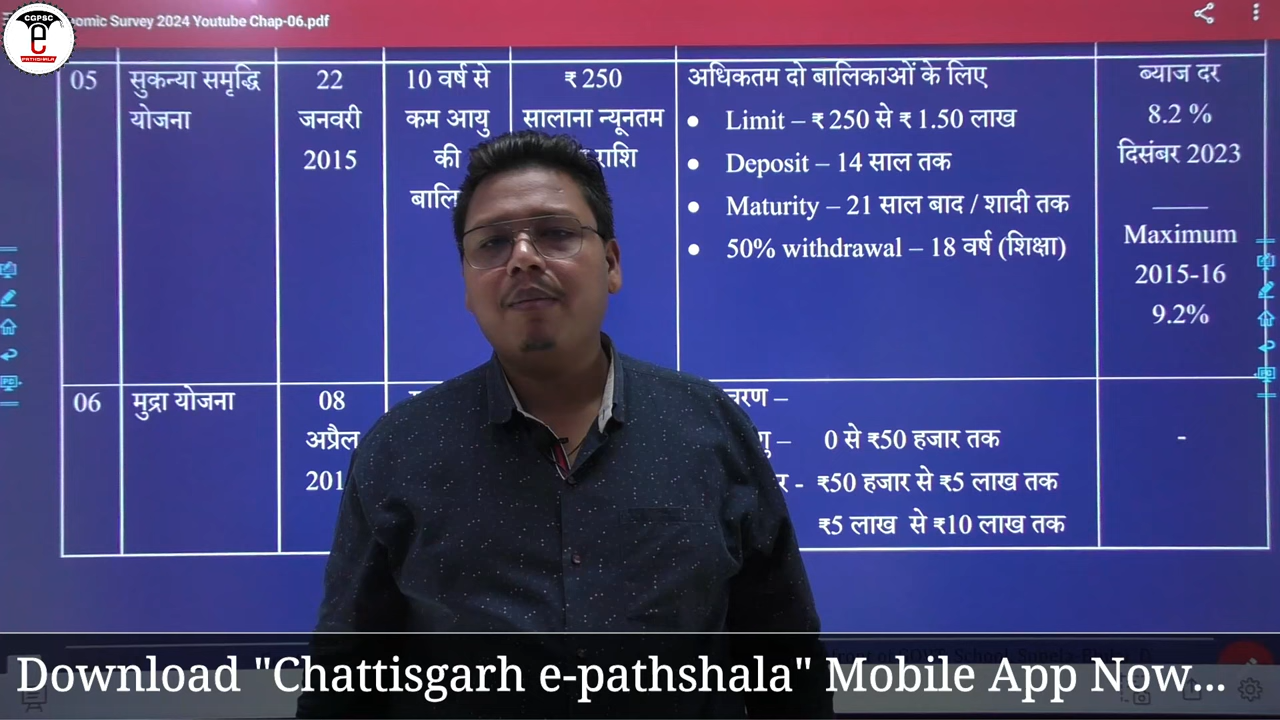 CGPSC
e
PATHSHALA
omic Survey 2024 Youtube Chap-06.pdf
05
सुकन्या समृद्धि
योजना
22
जनवरी
2015
10 वर्ष से
कम आयु
की
₹ 250
सालाना न्यूनतम
राशि
अधिकतम दो बालिकाओं के लिए
• Limit – ₹ 250 से ₹ 1.50 लाख
• Deposit – 14 साल तक
• Maturity – 21 साल बाद / शादी तक
• 50% withdrawal – 18 वर्ष (शिक्षा)
ब्याज दर
8.2 %
दिसंबर 2023
Maximum
2015-16
9.2%
06
मुद्रा योजना
08
अप्रैल
201
0 से ₹50 हजार तक
₹50 हजार से ₹5 लाख तक
₹5 लाख से ₹10 लाख तक
-
Download "Chattisgarh e-pathshala" Mobile App Now...